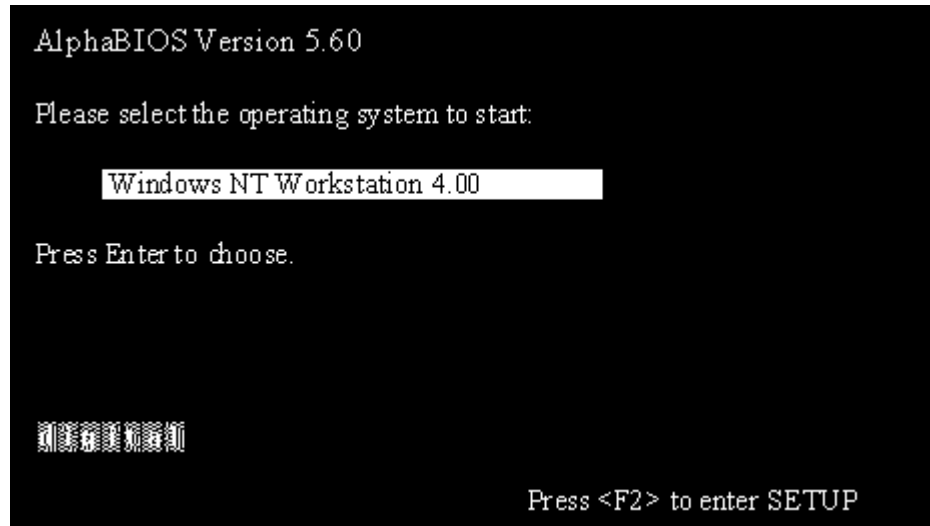 AlphaBIOS Version 5.60
Please select the operating system to start:
Windows NT Workstation 4.00
Press Enter to choose.
digital
Press <F2> to enter SETUP